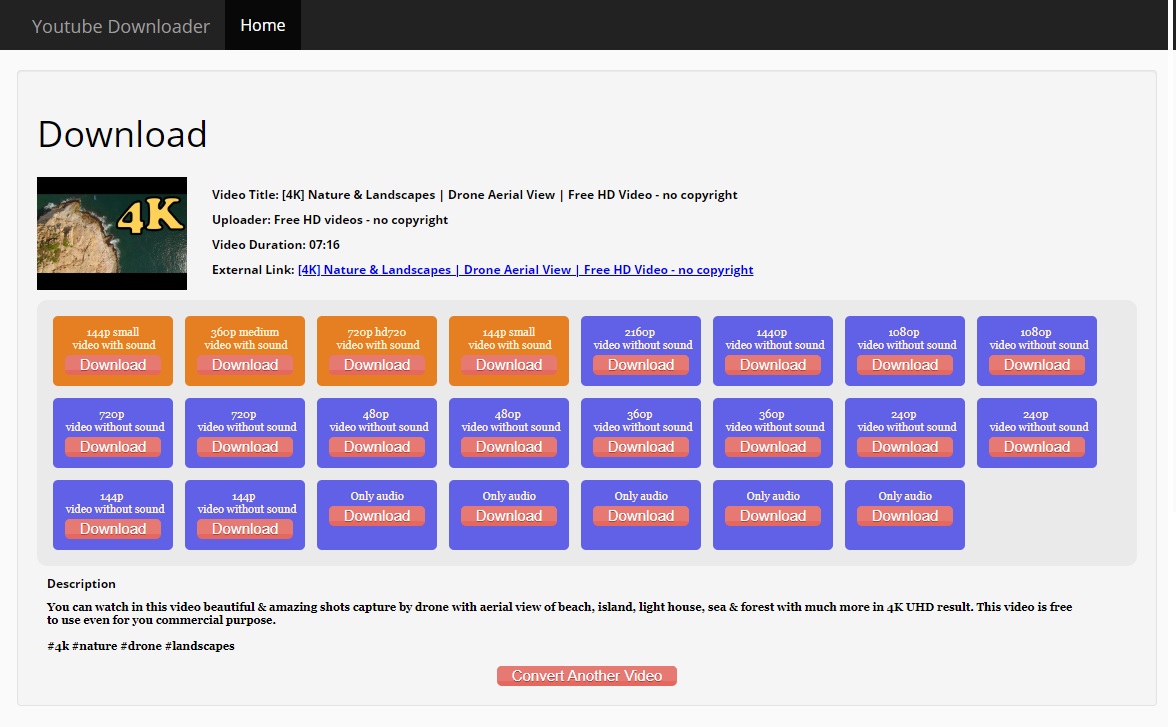 Youtube Downloader Home
Download
4K
Video Title: [4K] Nature & Landscapes | Drone Aerial View | Free HD Video - no copyright
Uploader: Free HD videos - no copyright
Video Duration: 07:16
External Link: [4K] Nature & Landscapes | Drone Aerial View | Free HD Video - no copyright
144p small
video with sound
Download
360p medium
video with sound
Download
720p hd720
video with sound
Download
144p small
video with sound
Download
2160p
video without sound
Download
1440p
video without sound
Download
1080p
video without sound
Download
1080p
video without sound
Download
720p
video without sound
Download
720p
video without sound
Download
480p
video without sound
Download
480p
video without sound
Download
360p
video without sound
Download
360p
video without sound
Download
240p
video without sound
Download
240p
video without sound
Download
144p
video without sound
Download
144p
video without sound
Download
Only audio
Download
Only audio
Download
Only audio
Download
Only audio
Download
Only audio
Download
Description
You can watch in this video beautiful & amazing shots capture by drone with aerial view of beach, island, light house, sea & forest with much more in 4K UHD result. This video is free
to use even for you commercial purpose.
#4k #nature #drone #landscapes
Convert Another Video